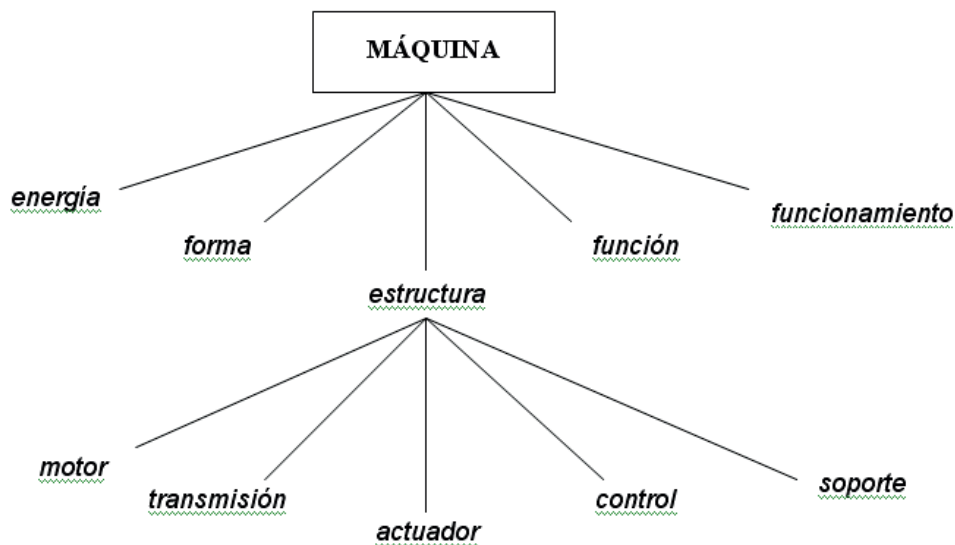 MÁQUINA
energía
forma
estructura
función
funcionamiento
motor
transmisión
actuador
control
soporte